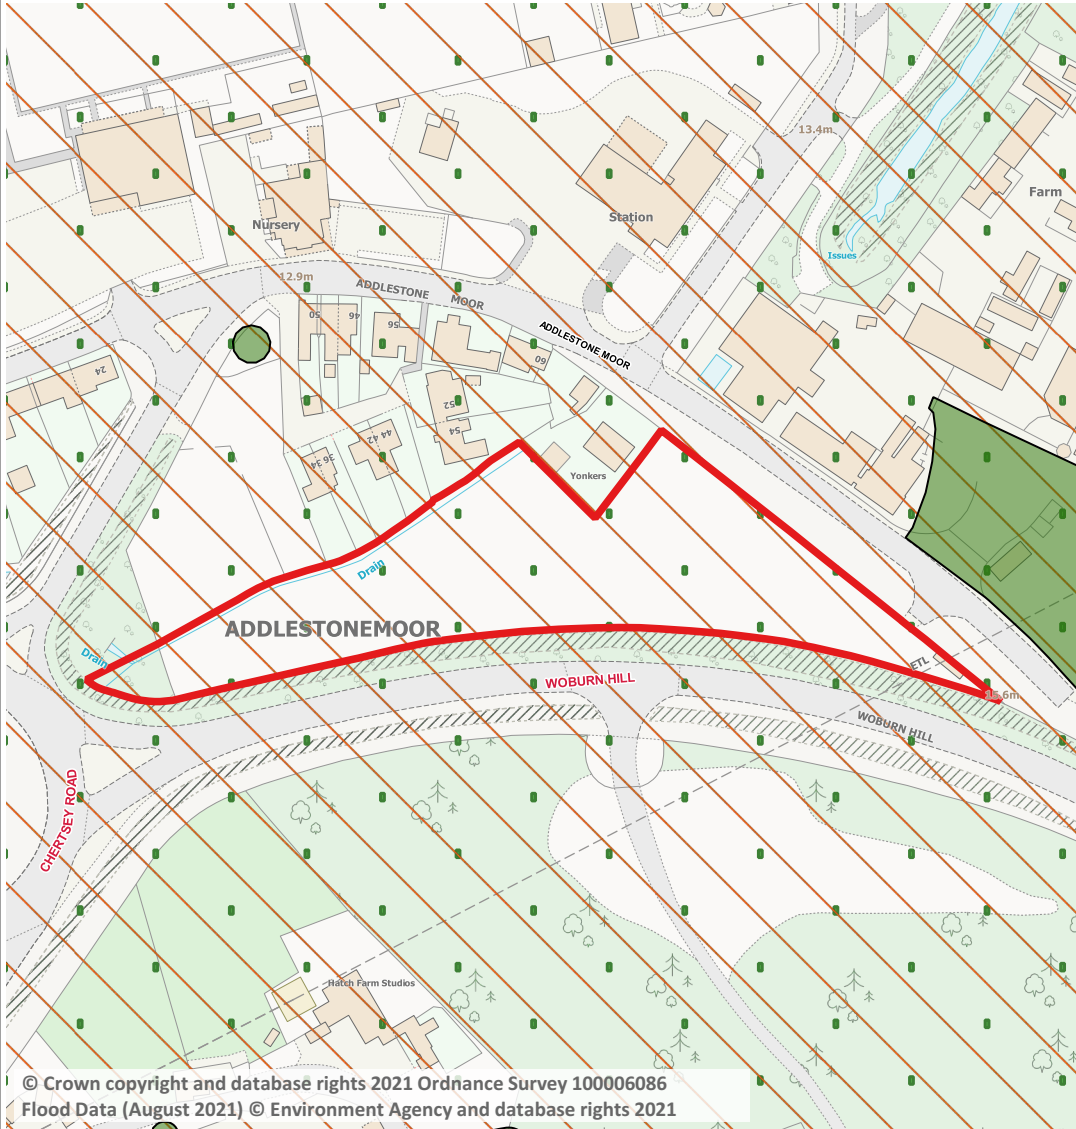 13.4m
Farm
Station
Nursery
Issues
12.9m
ADDLESTONE MOOR
50
46
56
ADDLESTONE MOOR
60
24
52
54
44 42
36 34
Yonkers
Drain
ADDLESTONEMOOR
Drain
ETL
WOBURN HILL
15.6m
WOBURN HILL
CHERTSEY ROAD
Hatch Farm Studios
© Crown copyright and database rights 2021 Ordnance Survey 100006086
Flood Data (August 2021) © Environment Agency and database rights 2021